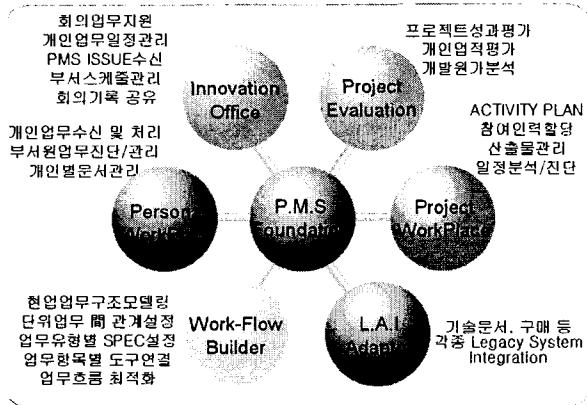 회의업무지원
개인업무일정관리
PMS ISSUE수신
부서스케줄관리
회의기록 공유
Innovation
Office
Project
Evaluation
프로젝트성과평가
개인업적평가
개발원가분석
개인업무수신 및 처리
부서원업무진단/관리
개인별문서관리
ACTIVITY PLAN
참여인력할당
산출물관리
일정분석/진단
Person
P.M.S
Foundation
Project
WorkPlace
현업업무구조모델링
단위업무 間 관계설정
업무유형별 SPEC설정
업무항목별 도구연결
업무흐름 최적화
Work-Flow
Builder
L.A.I
Adapt
기술문서, 구매 등
각종 Legacy System
Integration